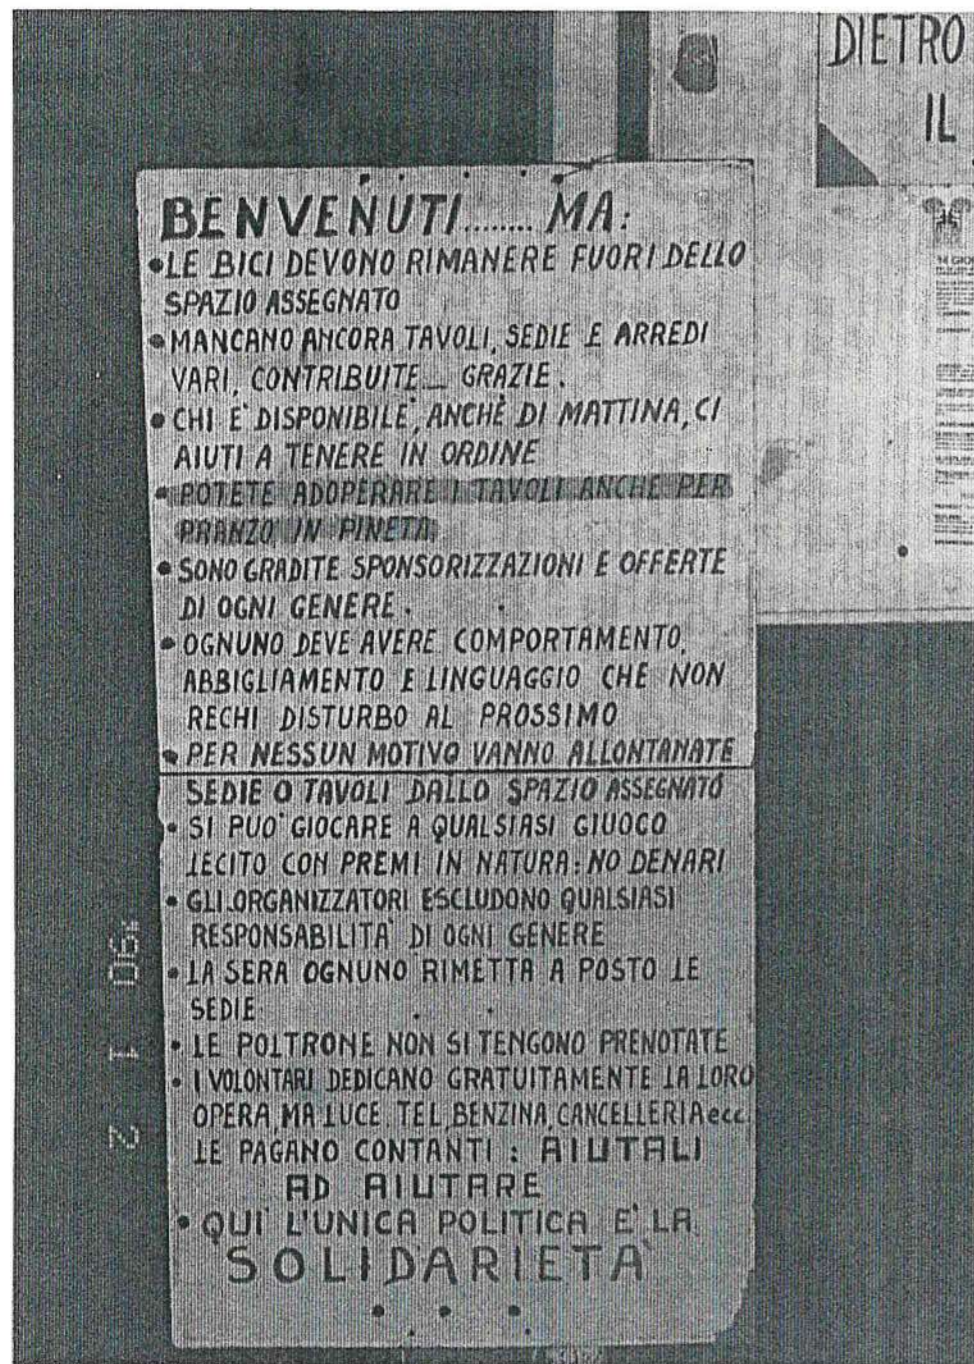 DIETRO
IL
BENVENUTI........ MA:
•LE BICI DEVONO RIMANERE FUORI DELLO
SPAZIO ASSEGNATO
•MANCANO ANCORA TAVOLI, SEDIE E ARREDI
VARI, CONTRIBUITE... GRAZIE.
•CHI E' DISPONIBILE, ANCHE DI MATTINA, CI
AIUTI A TENERE IN ORDINE
•POTETE ADOPERARE I TAVOLI ANCHE PER
PRANZO IN PINETA.
•SONO GRADITE SPONSORIZZAZIONI E OFFERTE
DI OGNI GENERE.
•OGNUNO DEVE AVERE COMPORTAMENTO,
ABBIGLIAMENTO E LINGUAGGIO CHE NON
RECHI DISTURBO AL PROSSIMO
•PER NESSUN MOTIVO VANNO ALLONTANATE
SEDIE O TAVOLI DALLO SPAZIO ASSEGNATO
•SI PUO' GIOCARE A QUALSIASI GIUOCO
LECITO CON PREMI IN NATURA: NO DENARI
•GLI ORGANIZZATORI ESCLUDONO QUALSIASI
RESPONSABILITA' DI OGNI GENERE
•LA SERA OGNUNO RIMETTA A POSTO LE
SEDIE
•LE POLTRONE NON SI TENGONO PRENOTATE
•I VOLONTARI DEDICANO GRATUITAMENTE LA LORO
OPERA, MA LUCE, TEL, BENZINA, CANCELLERIA ecc.
LE PAGANO CONTANTI: AIUTALI
AD AIUTARE
•QUI L'UNICA POLITICA E' LA
SOLIDARIETA'
'90 1 2